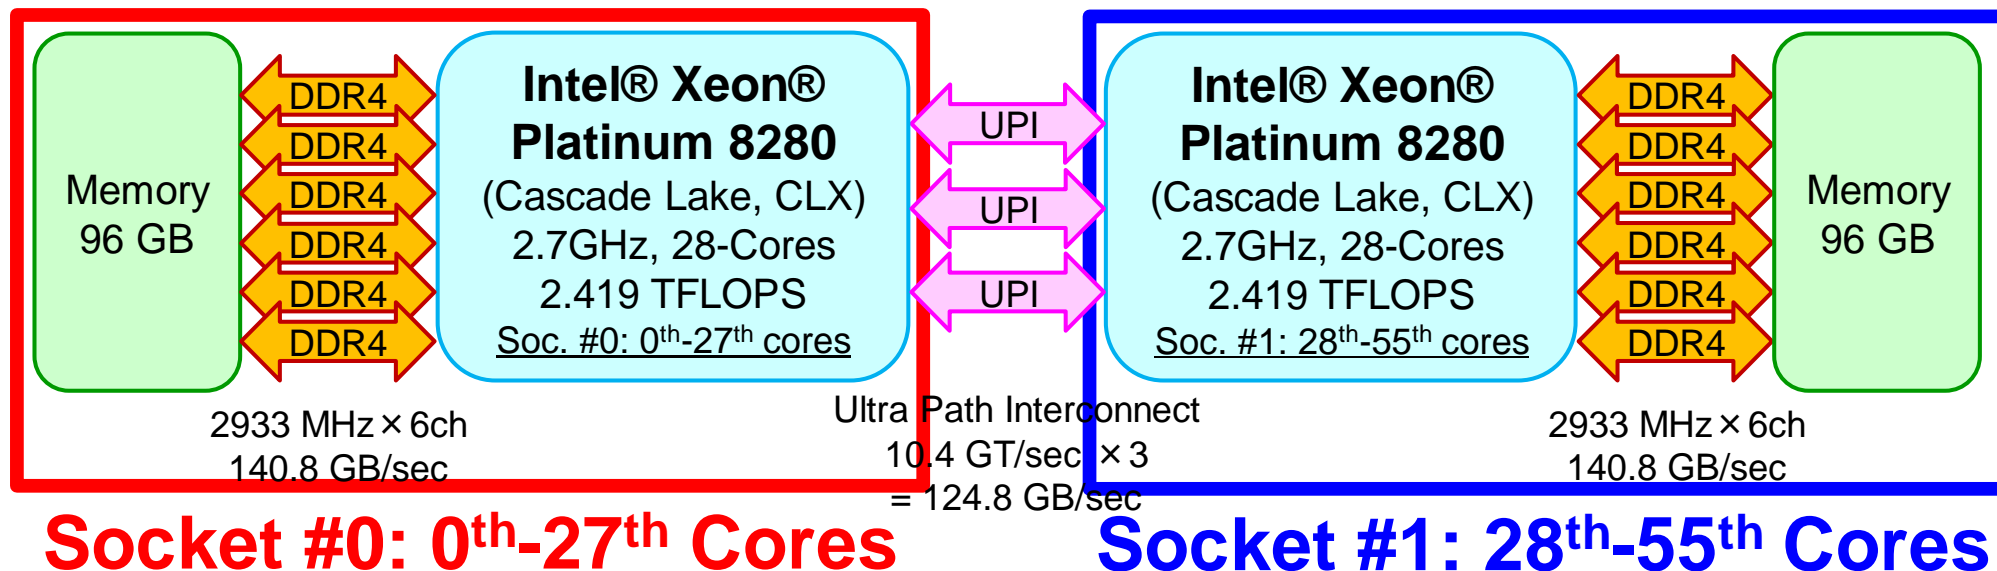 Memory
96 GB
DDR4
DDR4
DDR4
DDR4
DDR4
DDR4
2933 MHz×6ch
140.8 GB/sec
Intel® Xeon®
Platinum 8280
(Cascade Lake, CLX)
2.7GHz, 28-Cores
2.419 TFLOPS
Soc. #0: 0th-27th cores
UPI
UPI
UPI
Ultra Path Interconnect
10.4 GT/sec ×3
= 124.8 GB/sec
Intel® Xeon®
Platinum 8280
(Cascade Lake, CLX)
2.7GHz, 28-Cores
2.419 TFLOPS
Soc. #1: 28th-55th cores
DDR4
DDR4
DDR4
DDR4
DDR4
DDR4
2933 MHz×6ch
140.8 GB/sec
Memory
96 GB
Socket #0: 0th-27th Cores
Socket #1: 28th-55th Cores